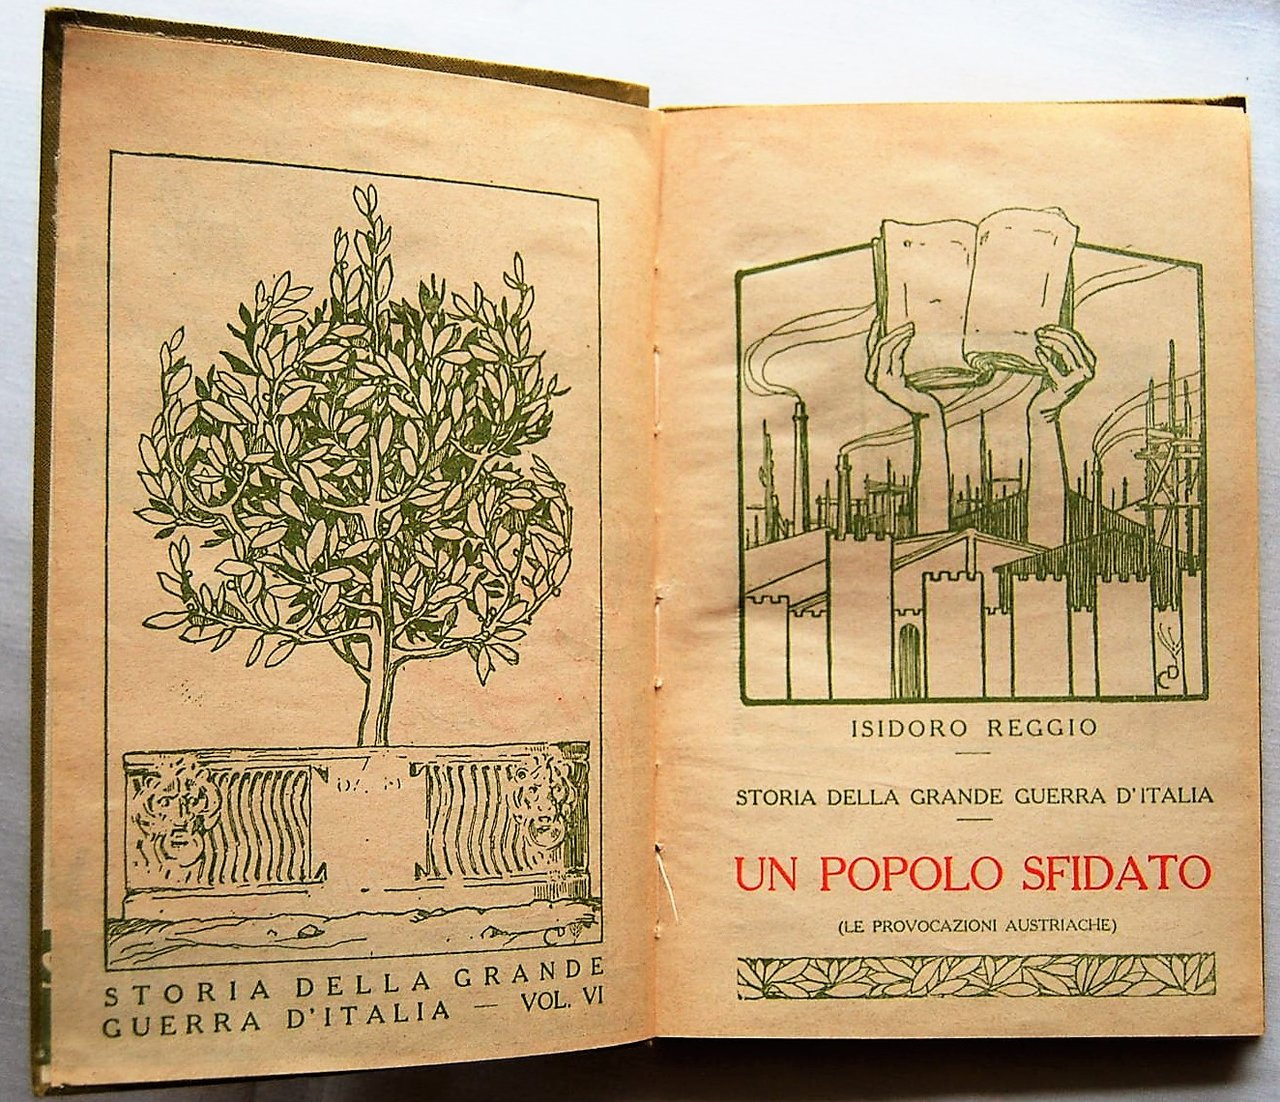 STORIA DELLA GRANDE
GUERRA D'ITALIA — VOL. VI
ISIDORO REGGIO
STORIA DELLA GRANDE GUERRA D'ITALIA
UN POPOLO SFIDATO
(LE PROVOCAZIONI AUSTRIACHE)